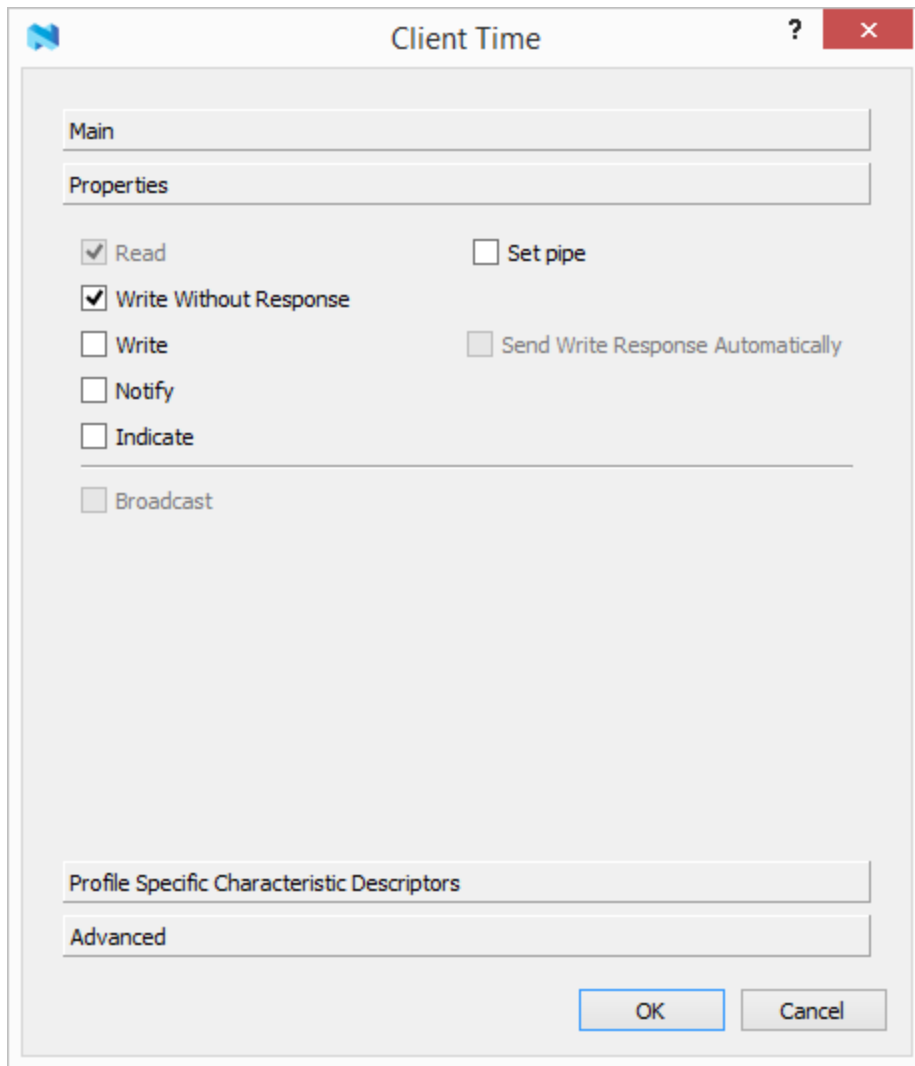 Client Time
?
Main
Properties
Read
Set pipe
Write Without Response
Write
Send Write Response Automatically
Notify
Indicate
Broadcast
Profile Specific Characteristic Descriptors
Advanced
OK
Cancel